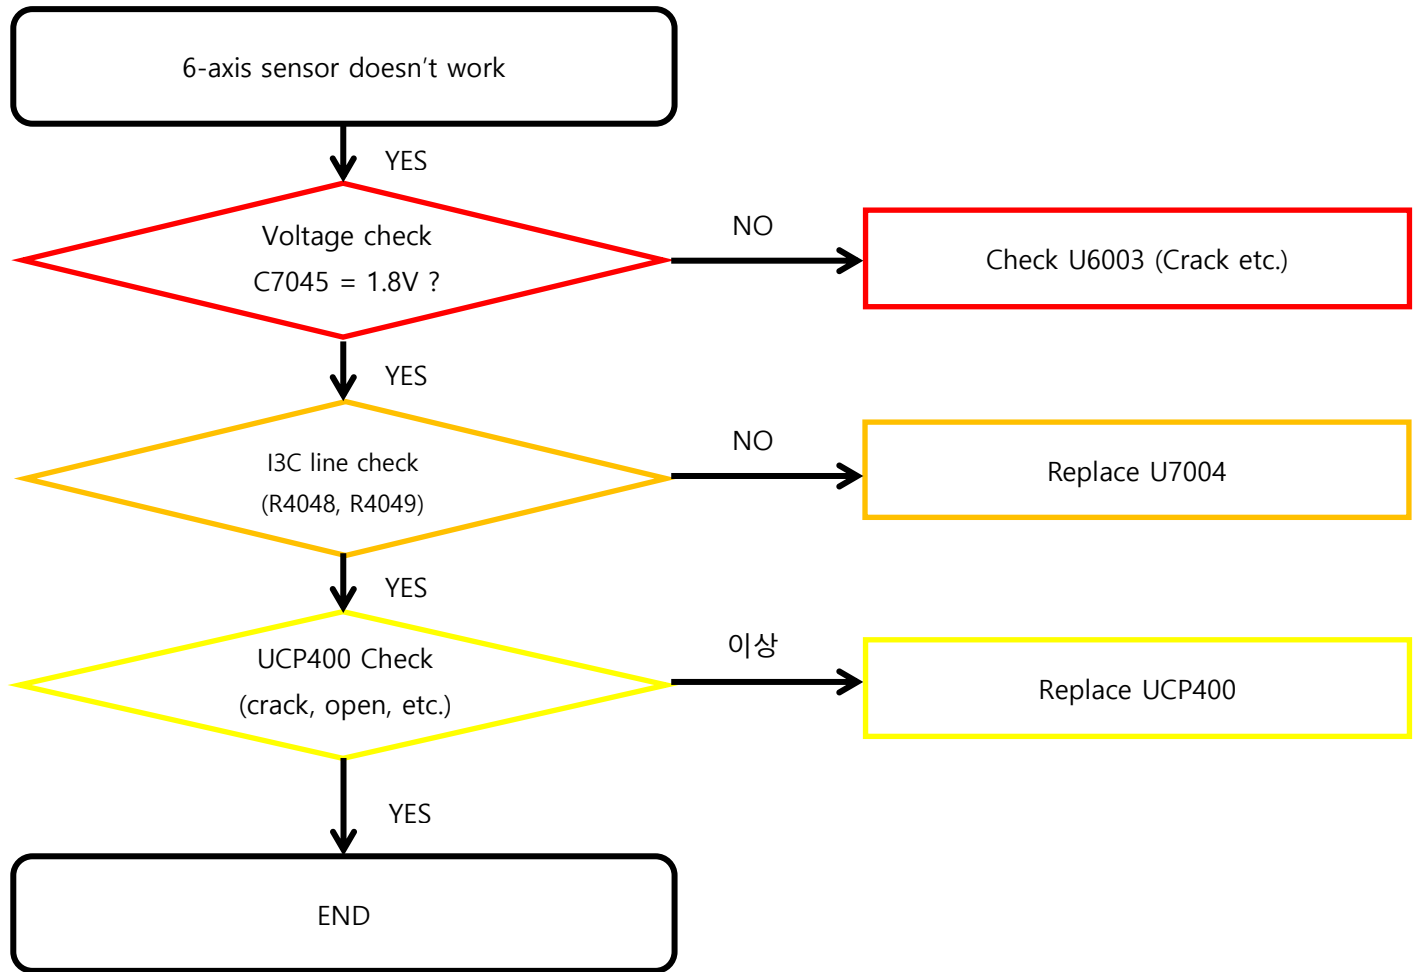 6-axis sensor doesn't work
YES
Voltage check
C7045 = 1.8V ?
NO
Check U6003 (Crack etc.)
YES
I3C line check
(R4048, R4049)
NO
Replace U7004
YES
UCP400 Check
(crack, open, etc.)
이상
Replace UCP400
YES
END